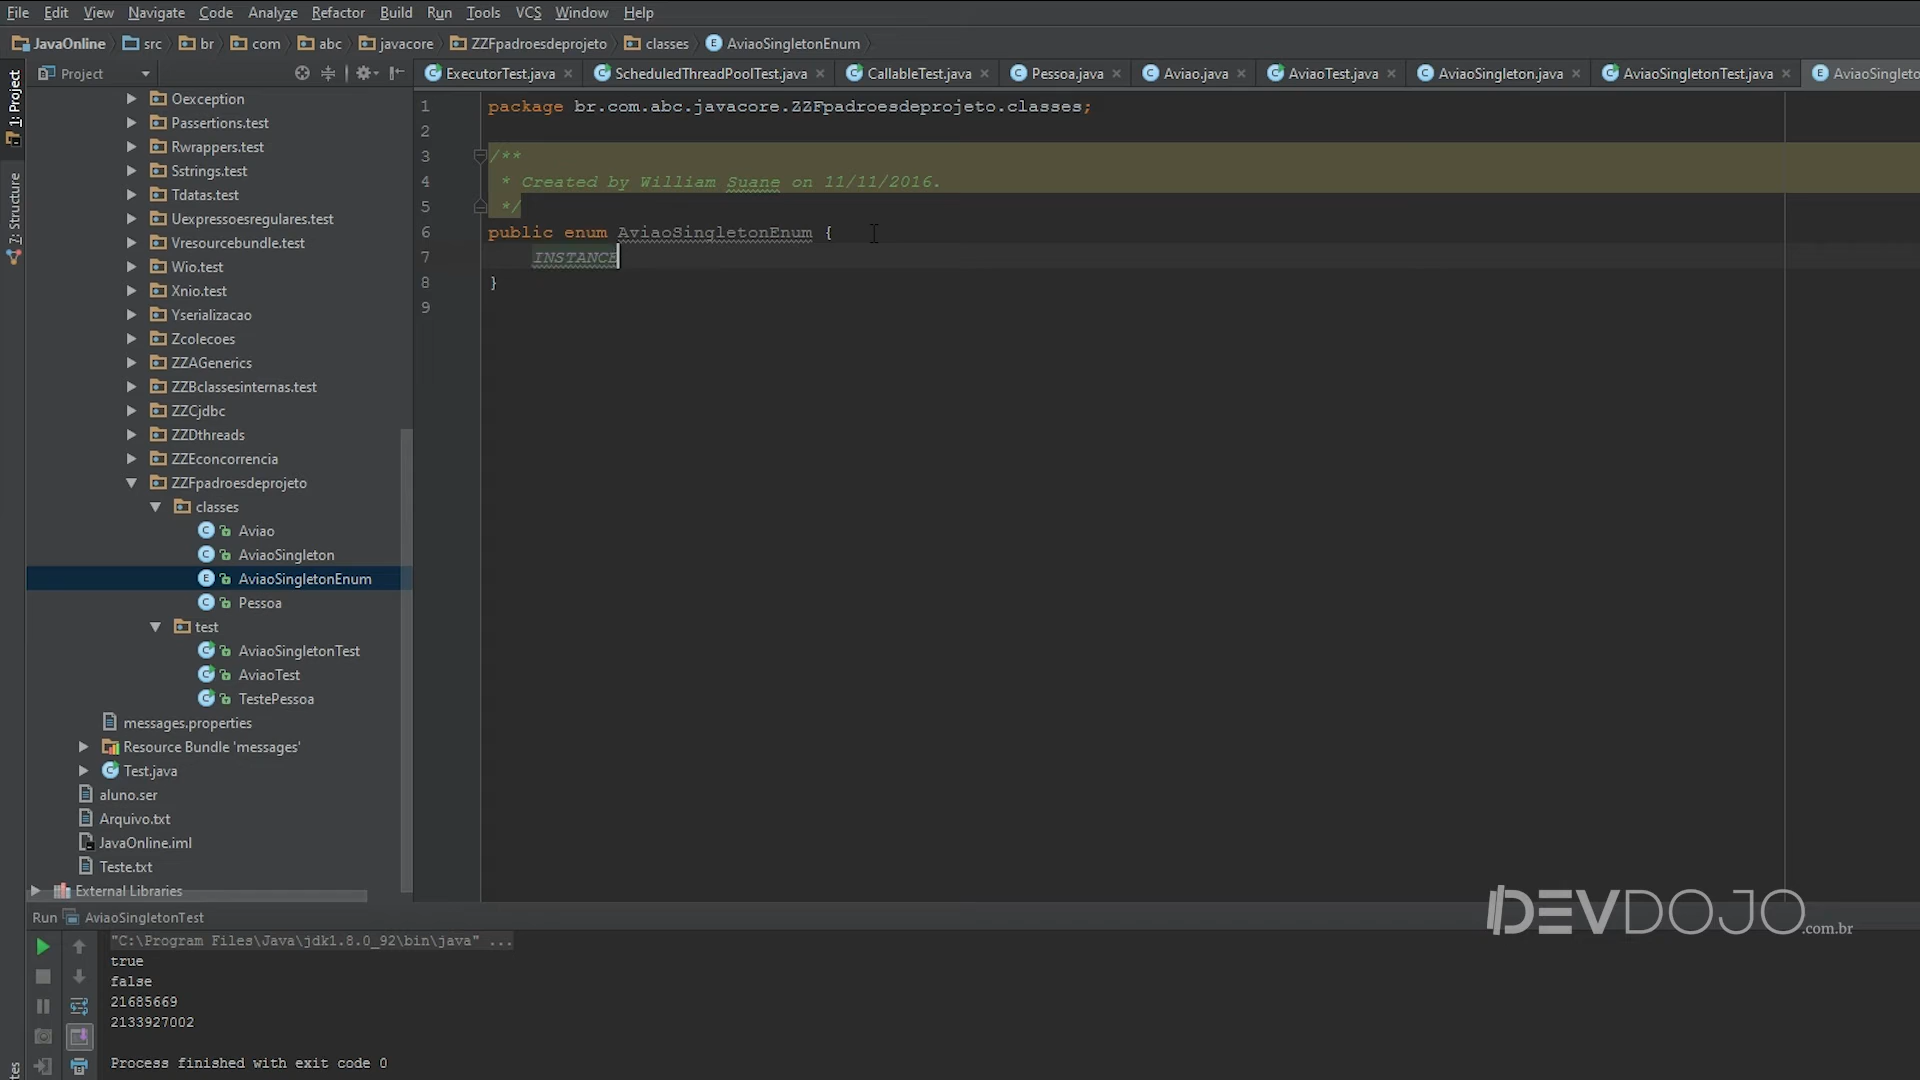 File Edit View Navigate Code Analyze Refactor Build Run Tools VCS Window Help
JavaOnline src br com abc javacore ZZFpadroesdeprojeto classes AviaoSingletonEnum
Project
ExecutorTest.java ScheduledThreadPoolTest.java CallableTest.java Pessoa.java Aviao.java AviaoTest.java AviaoSingleton.java AviaoSingletonTest.java AviaoSingleto
1: Project
7: Structure
Oexception
Passertions.test
Rwrappers.test
Sstrings.test
Tdatas.test
Uexpressoesregulares.test
Vresourcebundle.test
Wio.test
Xnio.test
Yserializacao
Zcolecoes
ZZAGenerics
ZZBclassesinternas.test
ZZCjdbc
ZZDthreads
ZZEconcorrencia
ZZFpadroesdeprojeto
classes
Aviao
AviaoSingleton
AviaoSingletonEnum
Pessoa
test
AviaoSingletonTest
AviaoTest
TestePessoa
messages.properties
Resource Bundle 'messages'
Test.java
aluno.ser
Arquivo.txt
JavaOnline.iml
Teste.txt
External Libraries
1 package br.com.abc.javacore.ZZFpadroesdeprojeto.classes;
2
3 /**
4 * Created by William Suane on 11/11/2016.
5 */
6 public enum AviaoSingletonEnum {
7 INSTANCE
8 }
9
DEVDOJO.com.br
Run AviaoSingletonTest
"C:\Program Files\Java\jdk1.8.0_92\bin\java" ...
true
false
21685669
2133927002
Process finished with exit code 0